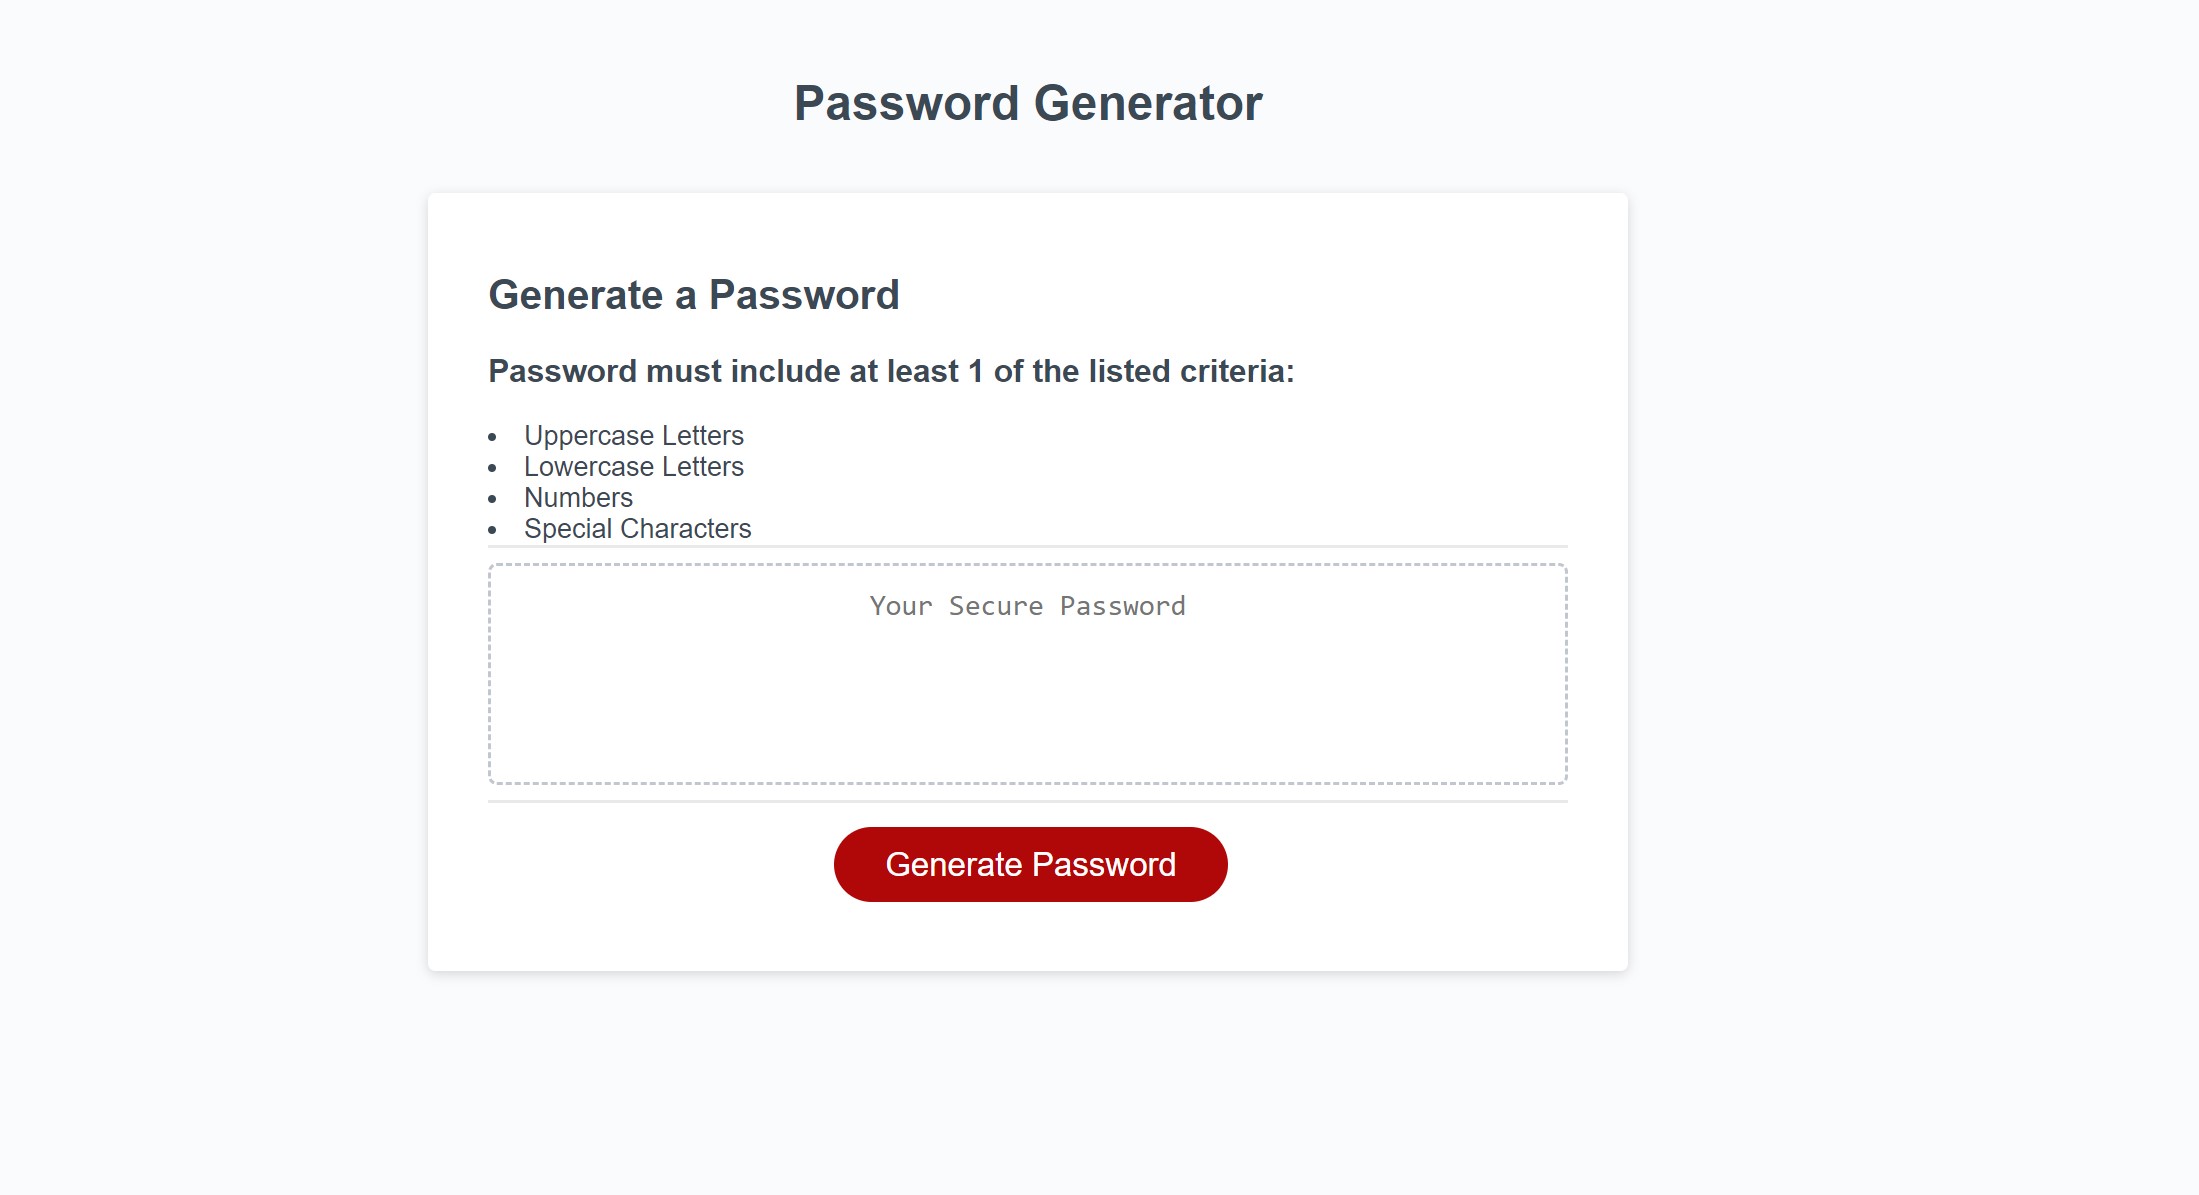 Password Generator
Generate a Password
Password must include at least 1 of the listed criteria:
• Uppercase Letters
• Lowercase Letters
• Numbers
• Special Characters
Your Secure Password
Generate Password